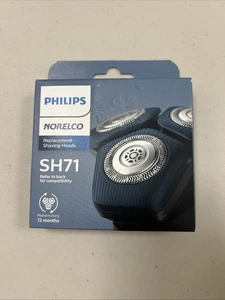 PHILIPS
NORELCO
Replacement
Shaving Heads
SH71
Refer to back
for compatibility
Replace every
12 months